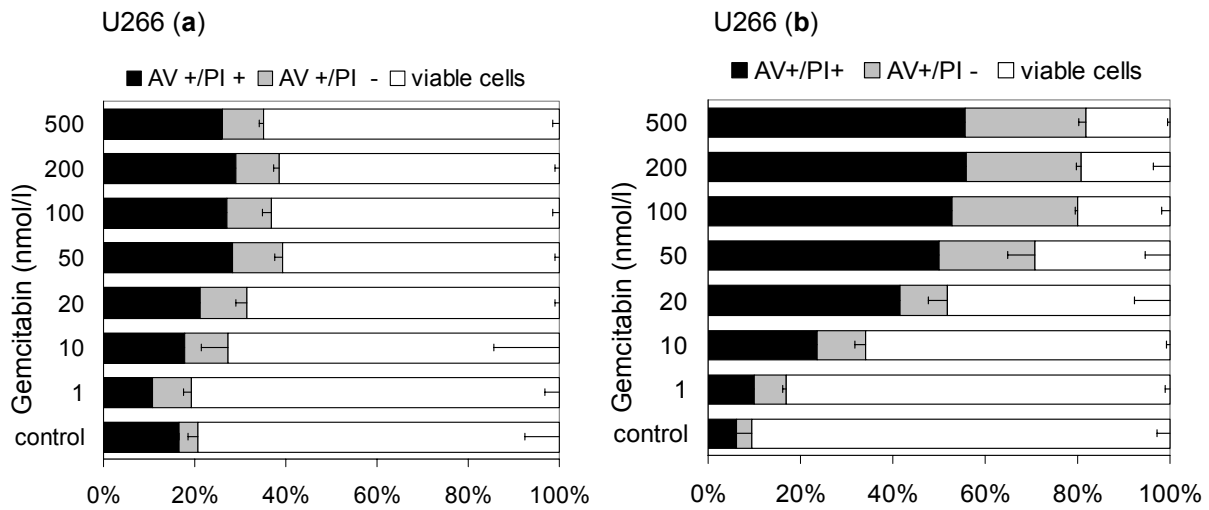 U266 (a)
AV +/PI + AV +/PI - viable cells
Gemcitabin (nmol/l)
500
200
100
50
20
10
1
control
0% 20% 40% 60% 80% 100%
U266 (b)
AV+/PI+ AV+/PI - viable cells
Gemcitabin (nmol/l)
500
200
100
50
20
10
1
control
0% 20% 40% 60% 80% 100%